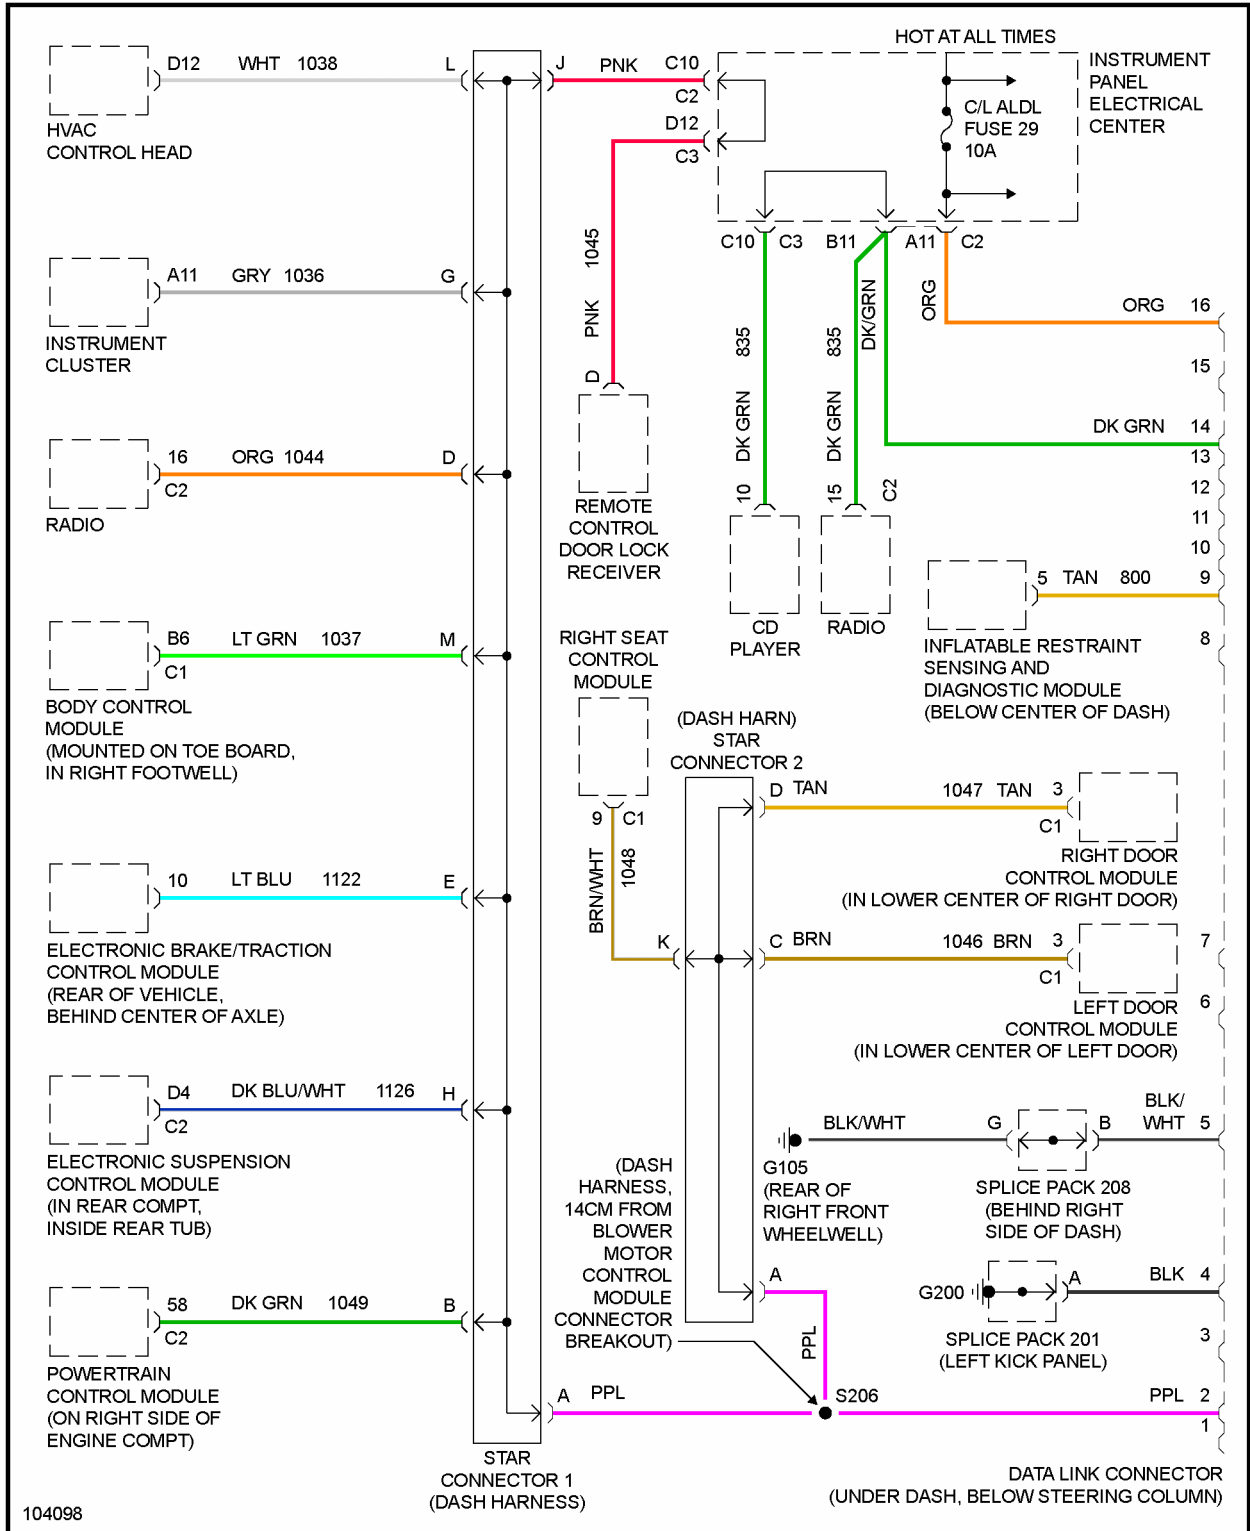 HOT AT ALL TIMES
INSTRUMENT
PANEL
ELECTRICAL
CENTER
C/L ALDL
FUSE 29
10A
D12 WHT 1038 L
J PNK C10
C2
D12
C3
HVAC
CONTROL HEAD
C10 C3 B11 A11 C2
A11 GRY 1036 G
INSTRUMENT
CLUSTER
1045
PNK
D
835
DK GRN
10
835
DK GRN
15
C2
DK/GRN
ORG
ORG 16
15
DK GRN 14
13
12
11
10
16 ORG 1044 D
C2
RADIO
REMOTE
CONTROL
DOOR LOCK
RECEIVER
CD
PLAYER
RADIO
5 TAN 800 9
8
INFLATABLE RESTRAINT
SENSING AND
DIAGNOSTIC MODULE
(BELOW CENTER OF DASH)
B6 LT GRN 1037 M
C1
BODY CONTROL
MODULE
(MOUNTED ON TOE BOARD,
IN RIGHT FOOTWELL)
RIGHT SEAT
CONTROL
MODULE
9 C1
BRN/WHT
1048
K
(DASH HARN)
STAR
CONNECTOR 2
D TAN 1047 TAN 3
C1
RIGHT DOOR
CONTROL MODULE
(IN LOWER CENTER OF RIGHT DOOR)
10 LT BLU 1122 E
ELECTRONIC BRAKE/TRACTION
CONTROL MODULE
(REAR OF VEHICLE,
BEHIND CENTER OF AXLE)
C BRN 1046 BRN 3
C1
7
6
LEFT DOOR
CONTROL MODULE
(IN LOWER CENTER OF LEFT DOOR)
D4 DK BLU/WHT 1126 H
C2
ELECTRONIC SUSPENSION
CONTROL MODULE
(IN REAR COMPT,
INSIDE REAR TUB)
BLK/WHT G B BLK/
WHT 5
G105
(REAR OF
RIGHT FRONT
WHEELWELL)
SPLICE PACK 208
(BEHIND RIGHT
SIDE OF DASH)
(DASH
HARNESS,
14CM FROM
BLOWER
MOTOR
CONTROL
MODULE
CONNECTOR
BREAKOUT)
A
PPL
G200 A BLK 4
SPLICE PACK 201
(LEFT KICK PANEL)
3
58 DK GRN 1049 B
C2
POWERTRAIN
CONTROL MODULE
(ON RIGHT SIDE OF
ENGINE COMPT)
A PPL S206 PPL 2
1
STAR
CONNECTOR 1
(DASH HARNESS)
DATA LINK CONNECTOR
(UNDER DASH, BELOW STEERING COLUMN)
104098